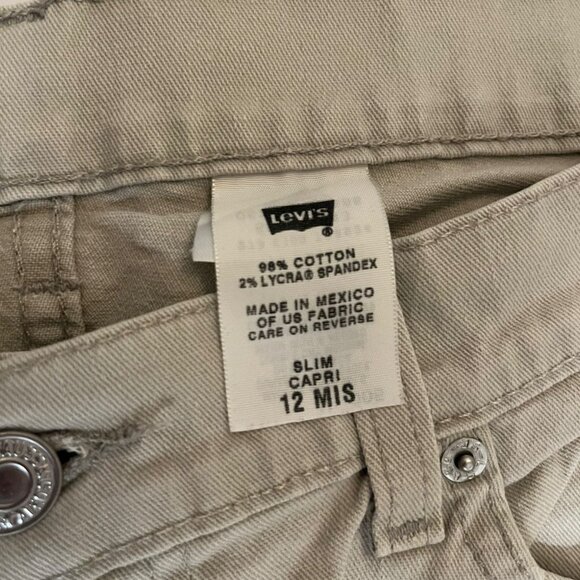 Levi's
®
98% COTTON
2% LYCRA® SPANDEX
MADE IN MEXICO
OF US FABRIC
CARE ON REVERSE
SLIM
CAPRI
12 MIS